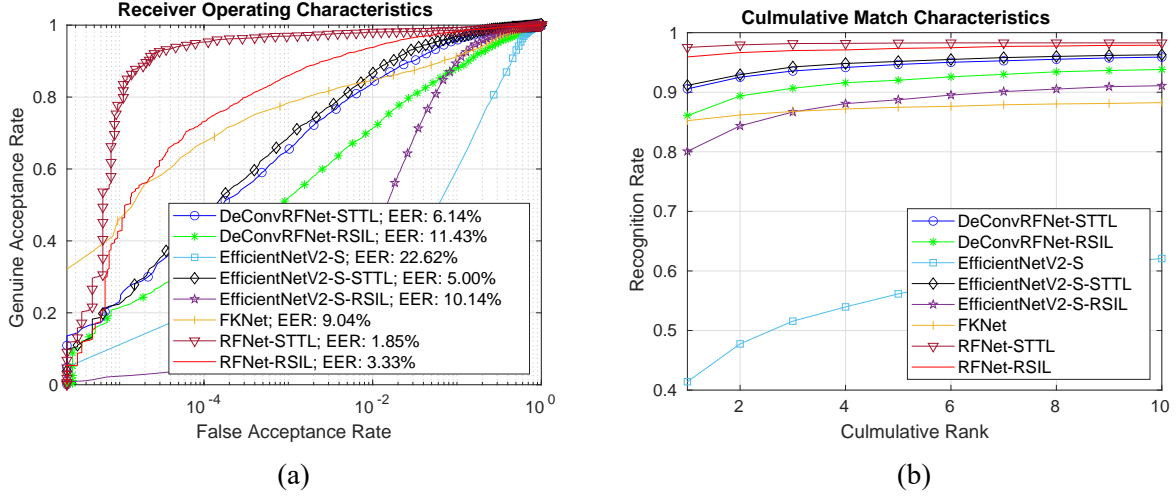 Receiver Operating Characteristics
1
0.8
0.6
0.4
0.2
0
Genuine Acceptance Rate
DeConvRFNet-STTL; EER: 6.14%
DeConvRFNet-RSIL; EER: 11.43%
EfficientNetV2-S; EER: 22.62%
EfficientNetV2-S-STTL; EER: 5.00%
EfficientNetV2-S-RSIL; EER: 10.14%
FKNet; EER: 9.04%
RFNet-STTL; EER: 1.85%
RFNet-RSIL; EER: 3.33%
10^-4
10^-2
10^0
False Acceptance Rate
(a)
Culmulative Match Characteristics
1
0.9
0.8
0.7
0.6
0.5
0.4
Recognition Rate
DeConvRFNet-STTL
DeConvRFNet-RSIL
EfficientNetV2-S
EfficientNetV2-S-STTL
EfficientNetV2-S-RSIL
FKNet
RFNet-STTL
RFNet-RSIL
2 4 6 8 10
Culmulative Rank
(b)